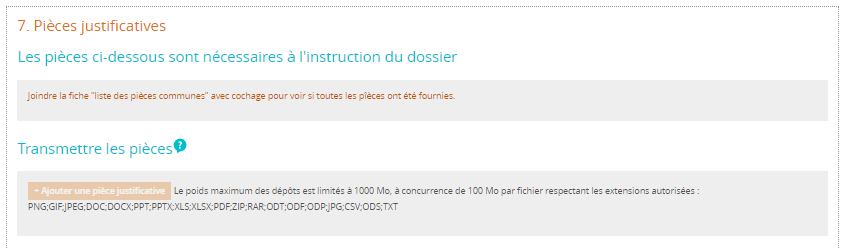 7. Pièces justificatives
Les pièces ci-dessous sont nécessaires à l'instruction du dossier
Joindre la fiche "liste des pièces communes" avec cochage pour voir si toutes les pîèces ont été fournies.
Transmettre les pièces ?
+ Ajouter une pièce justificative Le poids maximum des dépôts est limités à 1000 Mo, à concurrence de 100 Mo par fichier respectant les extensions autorisées :
PNG;GIF;JPEG;DOC;DOCX;PPT;PPTX;XLS;XLSX;PDF;ZIP;RAR;ODT;ODF;ODP;JPG;CSV;ODS;TXT